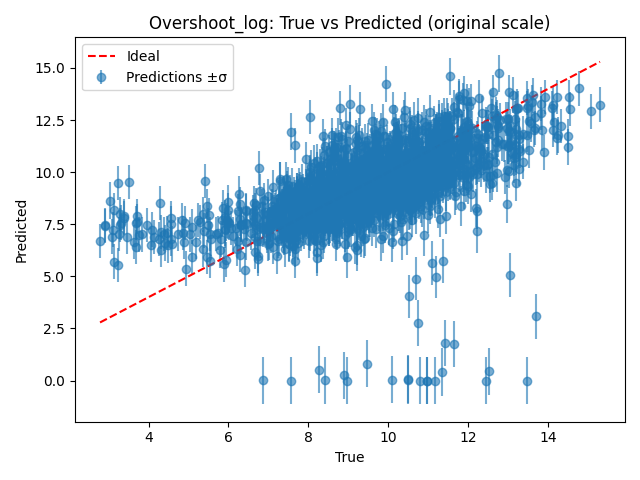 Overshoot_log: True vs Predicted (original scale)
Ideal
Predictions ±σ
15.0
12.5
10.0
7.5
5.0
2.5
0.0
Predicted
4 6 8 10 12 14
True